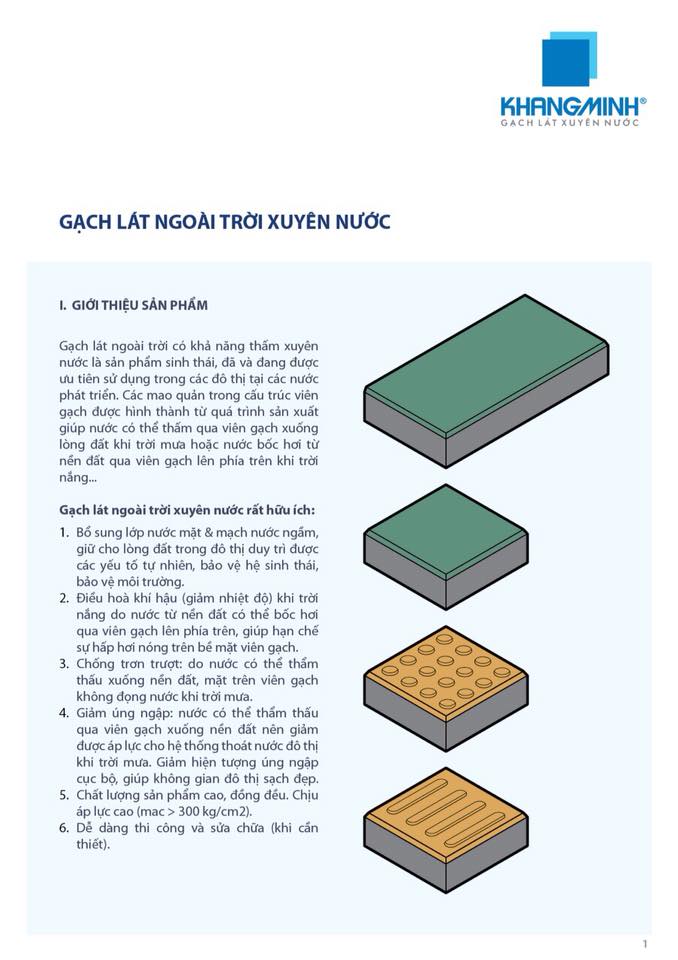 KHANGMINH®
GẠCH LÁT XUYÊN NƯỚC
GẠCH LÁT NGOÀI TRỜI XUYÊN NƯỚC
I. GIỚI THIỆU SẢN PHẨM
Gạch lát ngoài trời có khả năng thấm xuyên
nước là sản phẩm sinh thái, đã và đang được
ưu tiên sử dụng trong các đô thị tại các nước
phát triển. Các mao quản trong cấu trúc viên
gạch được hình thành từ quá trình sản xuất
giúp nước có thể thấm qua viên gạch xuống
lòng đất khi trời mưa hoặc nước bốc hơi từ
nền đất qua viên gạch lên phía trên khi trời
nắng...
Gạch lát ngoài trời xuyên nước rất hữu ích:
1. Bổ sung lớp nước mặt & mạch nước ngầm,
giữ cho lòng đất trong đô thị duy trì được
các yếu tố tự nhiên, bảo vệ hệ sinh thái,
bảo vệ môi trường.
2. Điều hoà khí hậu (giảm nhiệt độ) khi trời
nắng do nước từ nền đất có thể bốc hơi
qua viên gạch lên phía trên, giúp hạn chế
sự hấp hơi nóng trên bề mặt viên gạch.
3. Chống trơn trượt: do nước có thể thẩm
thấu xuống nền đất, mặt trên viên gạch
không đọng nước khi trời mưa.
4. Giảm úng ngập: nước có thể thẩm thấu
qua viên gạch xuống nền đất nên giảm
được áp lực cho hệ thống thoát nước đô thị
khi trời mưa. Giảm hiện tượng úng ngập
cục bộ, giúp không gian đô thị sạch đẹp.
5. Chất lượng sản phẩm cao, đồng đều. Chịu
áp lực cao (mac > 300 kg/cm2).
6. Dễ dàng thi công và sửa chữa (khi cần
thiết).
1